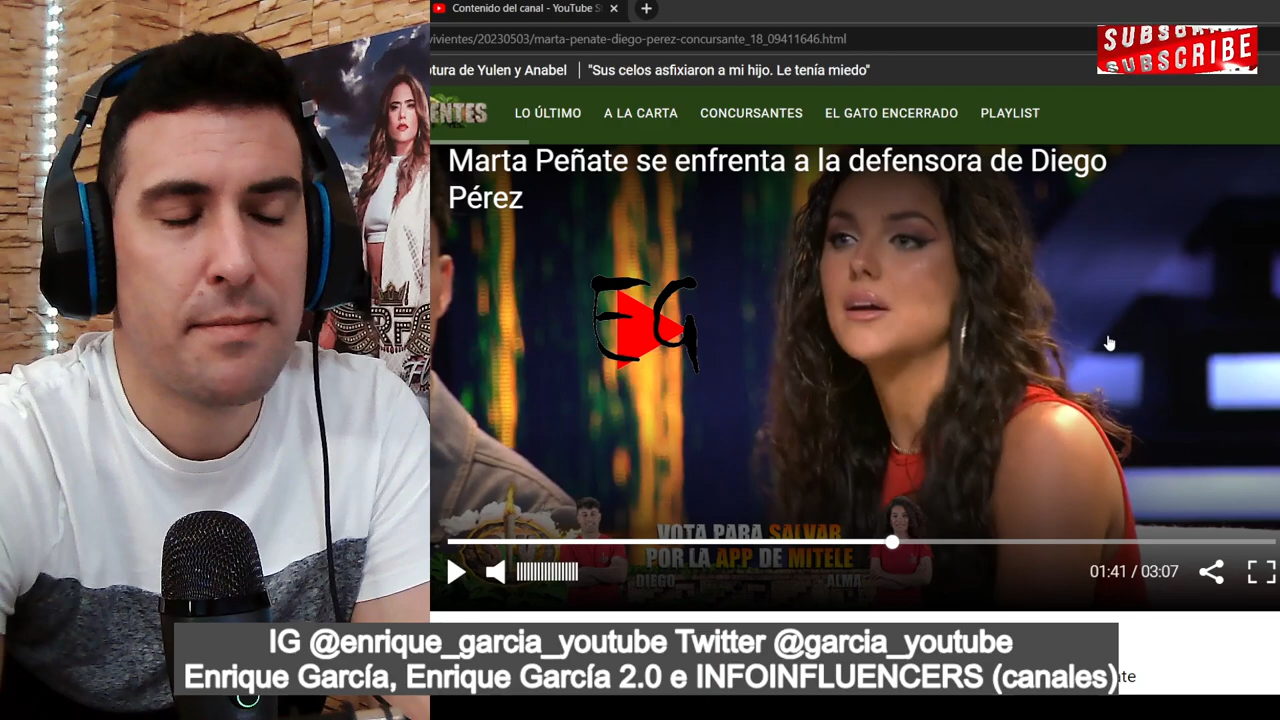 Contenido del canal - YouTube S
vivientes/20230503/marta-penate-diego-perez-concursante_18_09411646.html
SUBSCRIBE
SUBSCRIBE
tura de Yulen y Anabel
"Sus celos asfixiaron a mi hijo. Le tenía miedo"
ENTES
LO ÚLTIMO
A LA CARTA
CONCURSANTES
EL GATO ENCERRADO
PLAYLIST
Marta Peñate se enfrenta a la defensora de Diego
Pérez
EG
VOTA PARA SALVAR
POR LA APP DE MITELE
DIEGO
ALMA
01:41 / 03:07
IG @enrique_garcia_youtube Twitter @garcia_youtube
Enrique García, Enrique García 2.0 e INFOINFLUENCERS (canales)
te